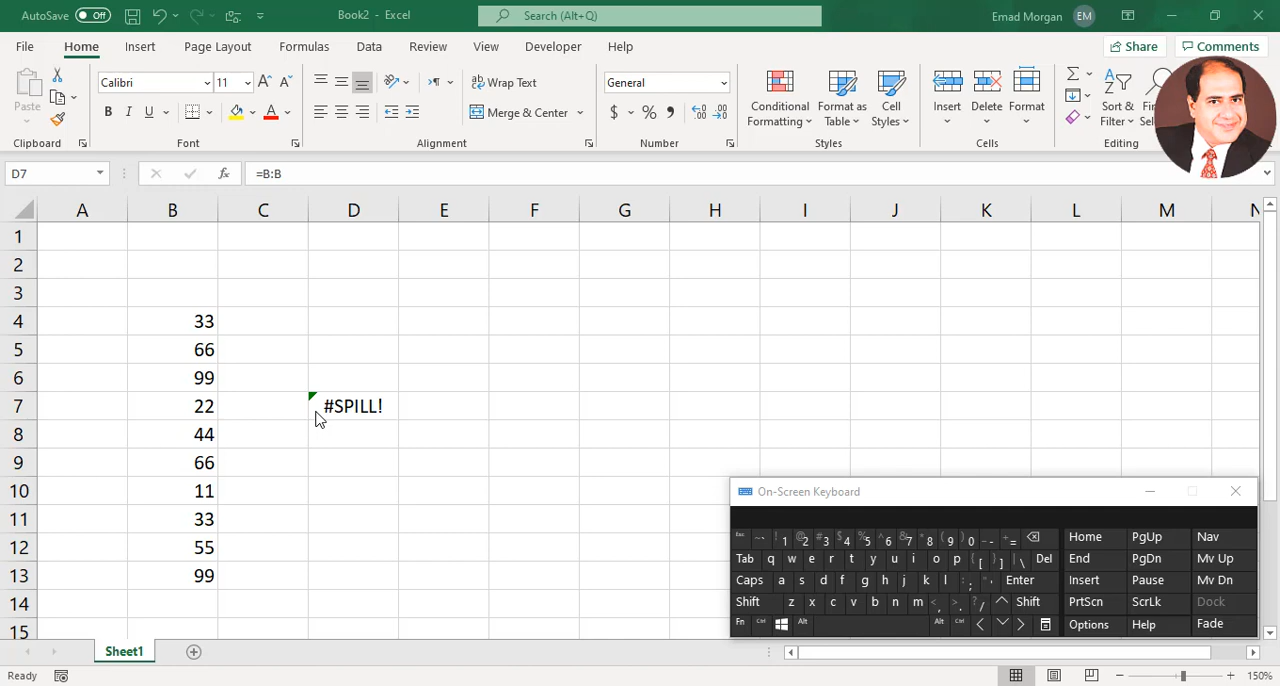 AutoSave Off Book2 - Excel Search (Alt+Q) Emad Morgan EM
File Home Insert Page Layout Formulas Data Review View Developer Help Share Comments
Paste Calibri 11 A A Wrap Text General Conditional Formatting Format as Table Cell Styles Insert Delete Format Sort & Filter
B I U A Merge & Center $ %
Clipboard Font Alignment Number Styles Cells Editing
D7 fx =B:B
A B C D E F G H I J K L M N
1
2
3
4 33
5 66
6 99
7 22 #SPILL!
8 44
9 66
10 11
11 33
12 55
13 99
14
15
On-Screen Keyboard
Esc ~ ` ! 1 @ 2 # 3 $ 4 % 5 ^ 6 & 7 * 8 ( 9 ) 0 _ - + = Home PgUp Nav
Tab q w e r t y u i o p { [ } ] | \ Del End PgDn Mv Up
Caps a s d f g h j k l : ; " ' Enter Insert Pause Mv Dn
Shift z x c v b n m < , > . ? / Shift PrtScn ScrLk Dock
Fn Ctrl Alt Alt Ctrl Options Help Fade
Sheet1
Ready 150%